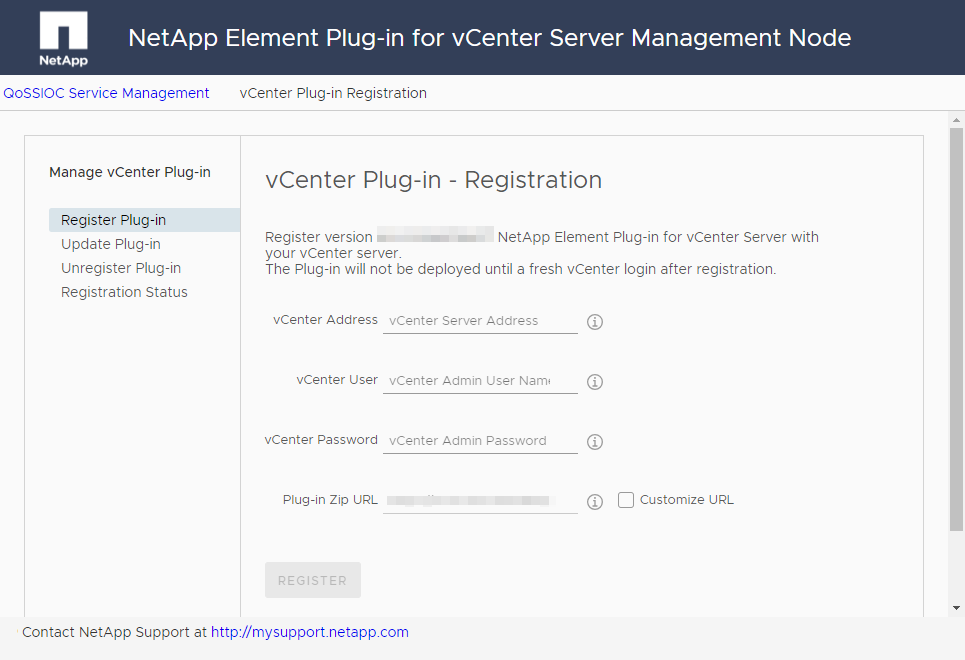 NetApp
NetApp Element Plug-in for vCenter Server Management Node
QoSSIOC Service Management
vCenter Plug-in Registration
Manage vCenter Plug-in
Register Plug-in
Update Plug-in
Unregister Plug-in
Registration Status
vCenter Plug-in - Registration
Register version NetApp Element Plug-in for vCenter Server with
your vCenter server.
The Plug-in will not be deployed until a fresh vCenter login after registration.
vCenter Address vCenter Server Address
vCenter User vCenter Admin User Name
vCenter Password vCenter Admin Password
Plug-in Zip URL Customize URL
REGISTER
Contact NetApp Support at http://mysupport.netapp.com